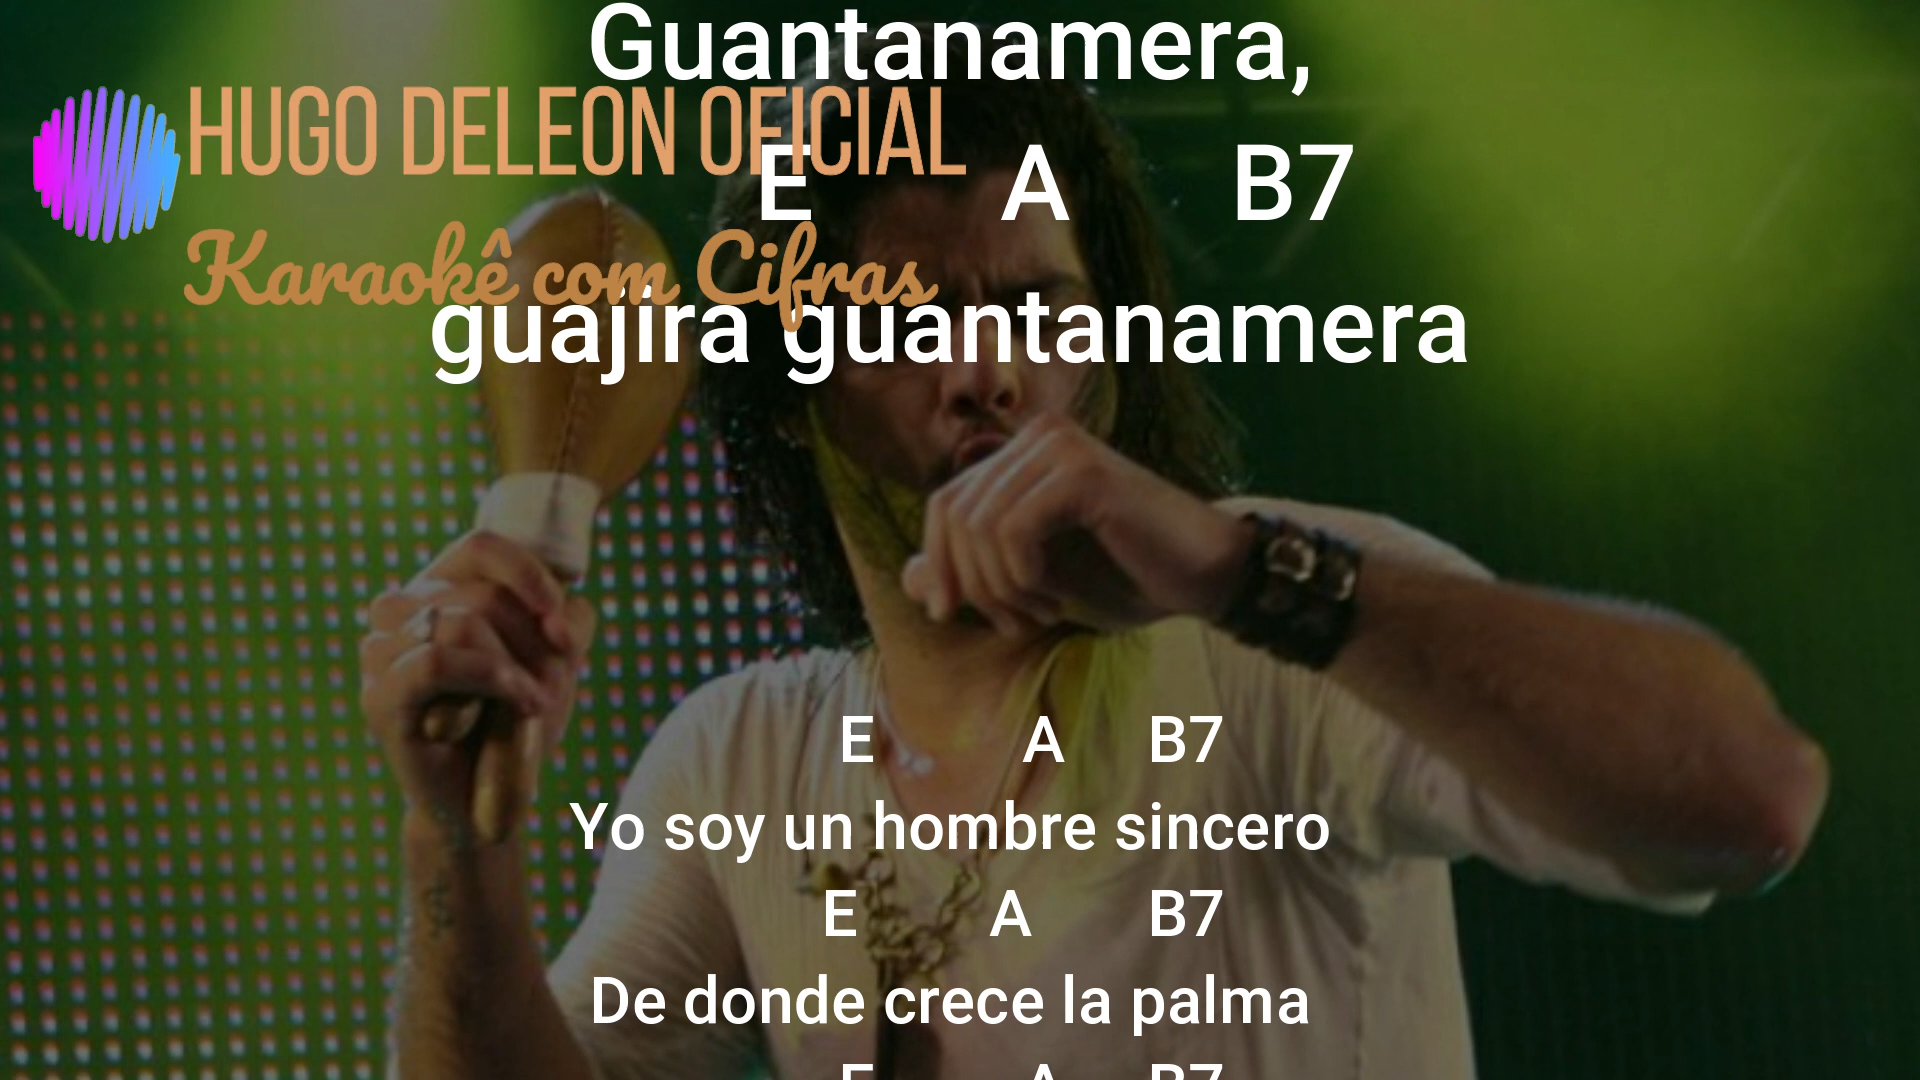 Guantanamera,
HUGO DELEON OFICIAL
E A B7
Karaokê com Cifras
guajira guantanamera
E A B7
Yo soy un hombre sincero
E A B7
De donde crece la palma
E A B7